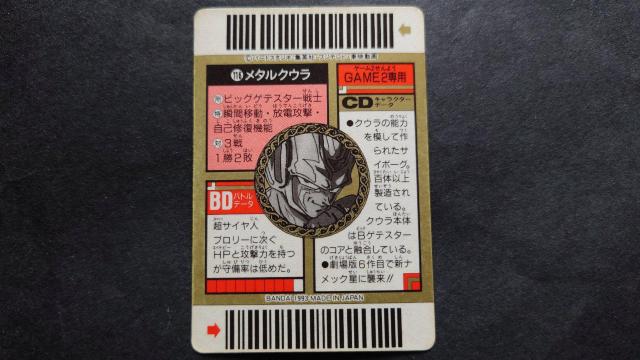 メタルクウラ
所 ビッグゲテスター戦士
特 瞬間移動・放電攻撃・
自己修復機能
対 3戦
1勝2敗
BD バトルデータ
超サイヤ人
ブロリーに次ぐ
HPと攻撃力を持つ
が守備率は低めだ。
ゲーム2せんよう
GAME2専用
CD キャラクターデータ
●クウラの能力
を模して作
られたサ
イボーグ。
百体以上
製造され
ている。
クウラ本体
はBゲテスター
のコアと融合している。
●劇場版6作目で新ナ
メック星に襲来!!
BANDAI 1993 MADE IN JAPAN